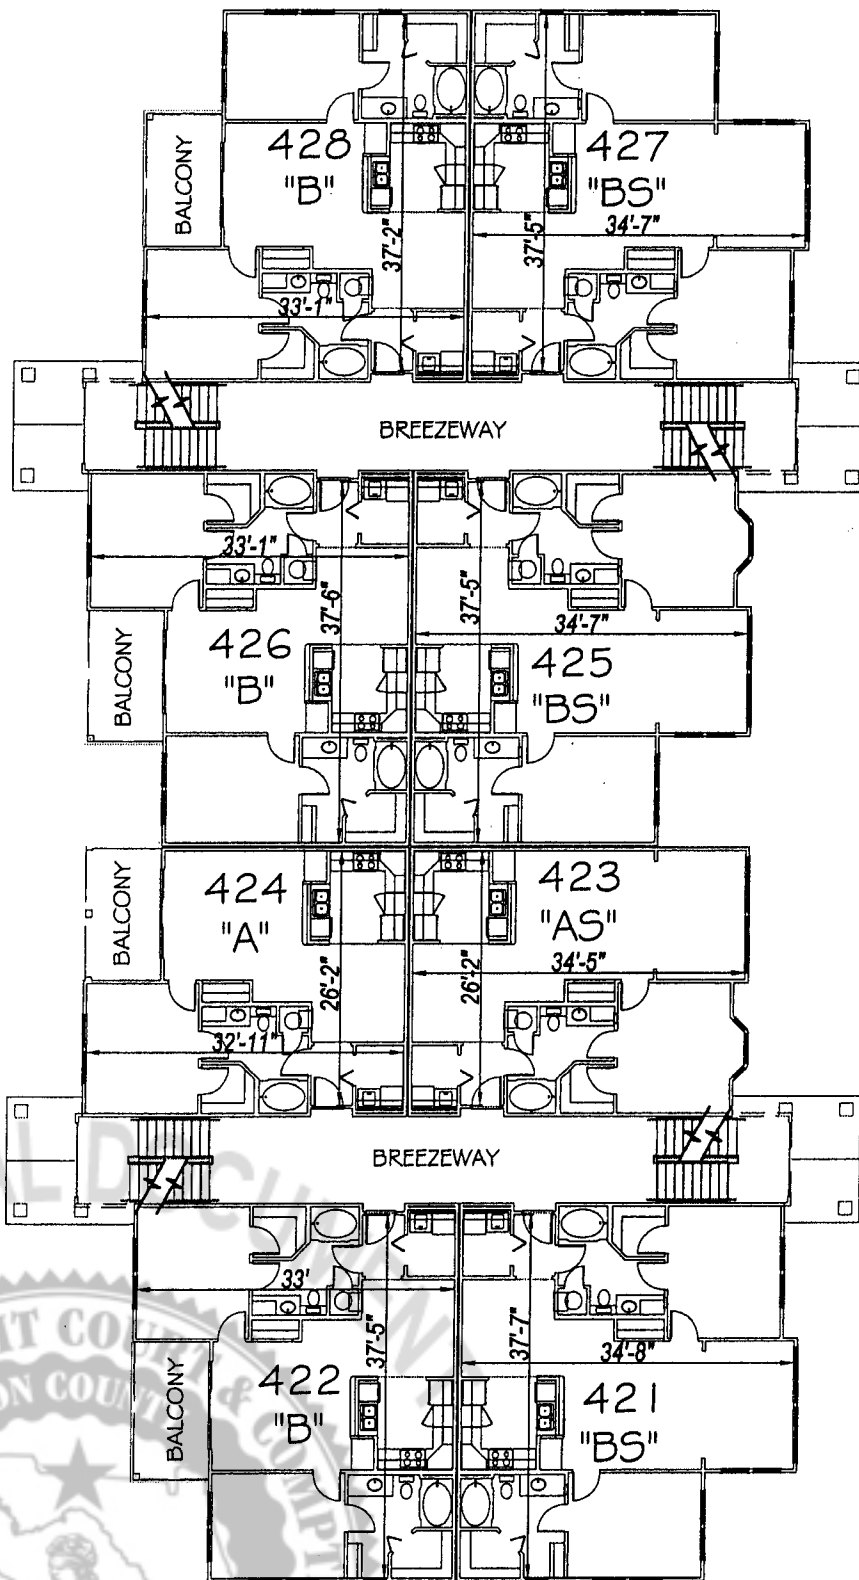 428
"B"
427
"BS"
BALCONY
37'-2"
37'-5"
34'-7"
33'-1"
BREEZEWAY
33'-1"
37'-6"
37'-5"
34'-7"
426
"B"
425
"BS"
BALCONY
424
"A"
423
"AS"
BALCONY
26'-2"
26'-2"
34'-5"
32'-11"
BREEZEWAY
33'
37'-5"
37'-7"
34'-8"
422
"B"
421
"BS"
BALCONY